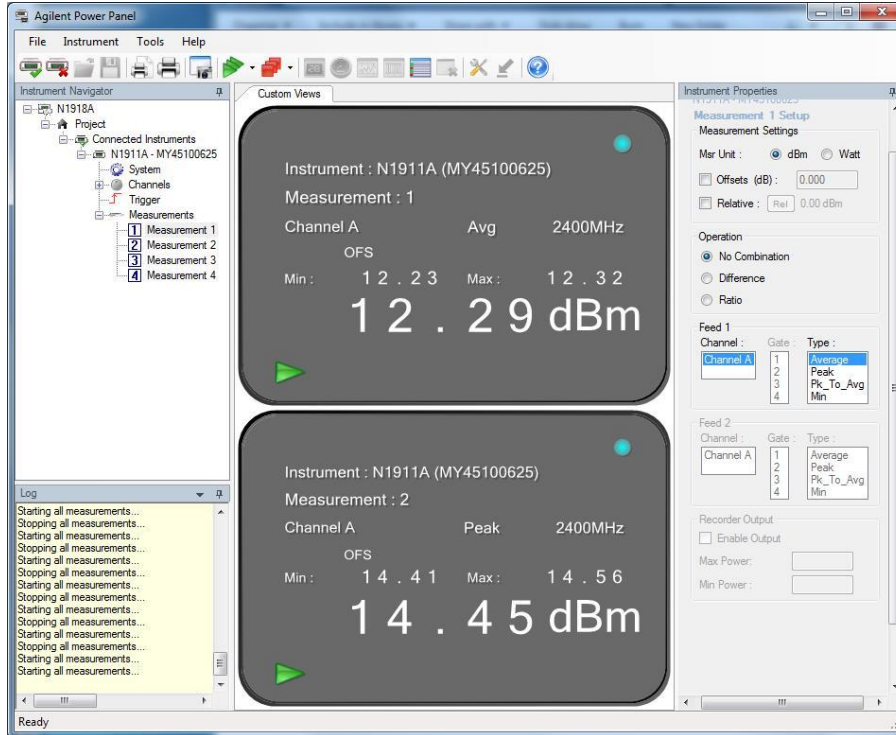 Agilent Power Panel
File Instrument Tools Help
Instrument Navigator
N1918A
Project
Connected Instruments
N1911A - MY45100625
System
Channels
Trigger
Measurements
1 Measurement 1
2 Measurement 2
3 Measurement 3
4 Measurement 4
Log
Starting all measurements...
Stopping all measurements...
Starting all measurements...
Stopping all measurements...
Starting all measurements...
Stopping all measurements...
Starting all measurements...
Stopping all measurements...
Starting all measurements...
Stopping all measurements...
Starting all measurements...
Stopping all measurements...
Starting all measurements...
Starting all measurements...
Custom Views
Instrument : N1911A (MY45100625)
Measurement : 1
Channel A Avg 2400MHz
OFS
Min : 12.23 Max : 12.32
12.29 dBm
Instrument : N1911A (MY45100625)
Measurement : 2
Channel A Peak 2400MHz
OFS
Min : 14.41 Max : 14.56
14.45 dBm
Instrument Properties
Measurement 1 Setup
Measurement Settings
Msr Unit : dBm Watt
Offsets (dB) : 0.000
Relative : Rel 0.00 dBm
Operation
No Combination
Difference
Ratio
Feed 1
Channel : Gate : Type :
Channel A 1 Average
2 Peak
3 Pk_To_Avg
4 Min
Feed 2
Channel : Gate : Type :
Channel A 1 Average
2 Peak
3 Pk_To_Avg
4 Min
Recorder Output
Enable Output
Max Power:
Min Power :
Ready